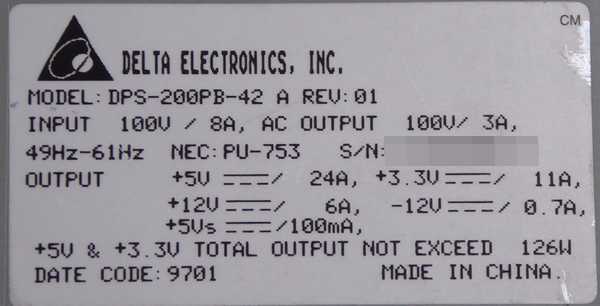 CM
DELTA ELECTRONICS, INC.
MODEL: DPS-200PB-42 A REV:01
INPUT 100V / 8A, AC OUTPUT 100V/ 3A,
49Hz-61Hz NEC: PU-753 S/N:
OUTPUT +5V ⎓/ 24A, +3.3V ⎓/ 11A,
+12V ⎓/ 6A, -12V ⎓/ 0.7A,
+5Vs ⎓/100mA,
+5V & +3.3V TOTAL OUTPUT NOT EXCEED 126W
DATE CODE: 9701 MADE IN CHINA.